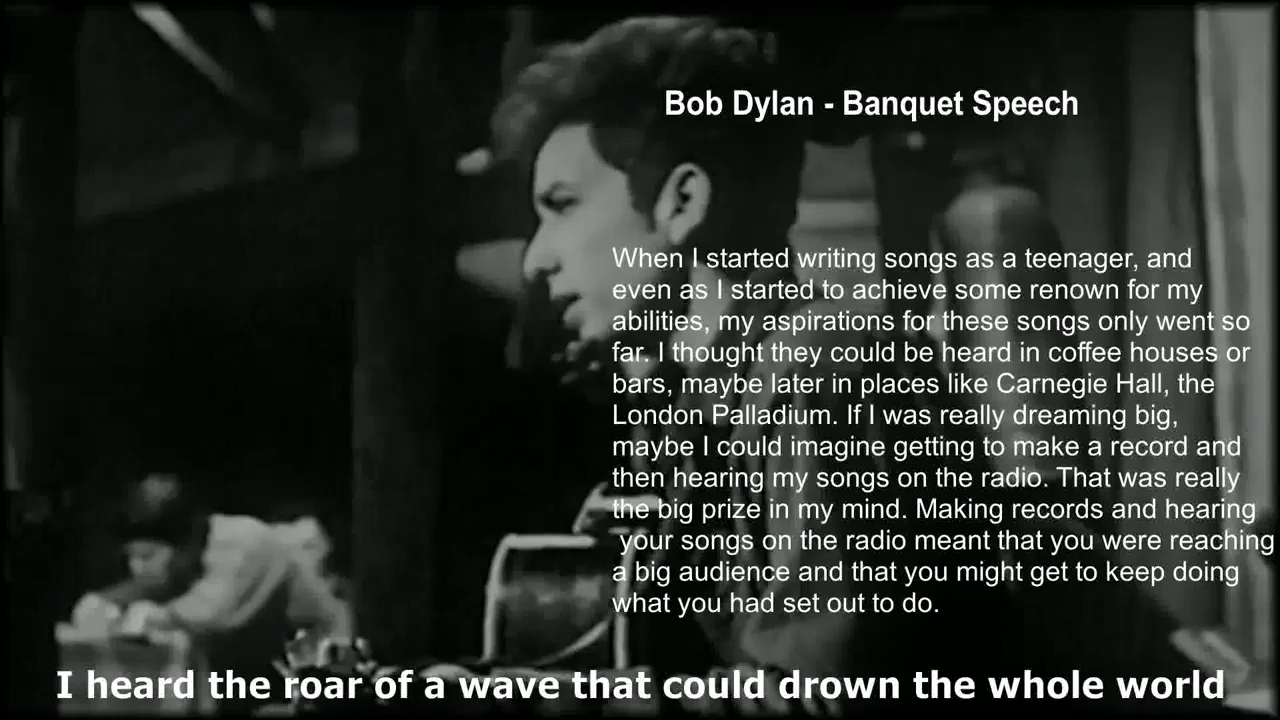 Bob Dylan - Banquet Speech
When I started writing songs as a teenager, and
even as I started to achieve some renown for my
abilities, my aspirations for these songs only went so
far. I thought they could be heard in coffee houses or
bars, maybe later in places like Carnegie Hall, the
London Palladium. If I was really dreaming big,
maybe I could imagine getting to make a record and
then hearing my songs on the radio. That was really
the big prize in my mind. Making records and hearing
your songs on the radio meant that you were reaching
a big audience and that you might get to keep doing
what you had set out to do.
I heard the roar of a wave that could drown the whole world